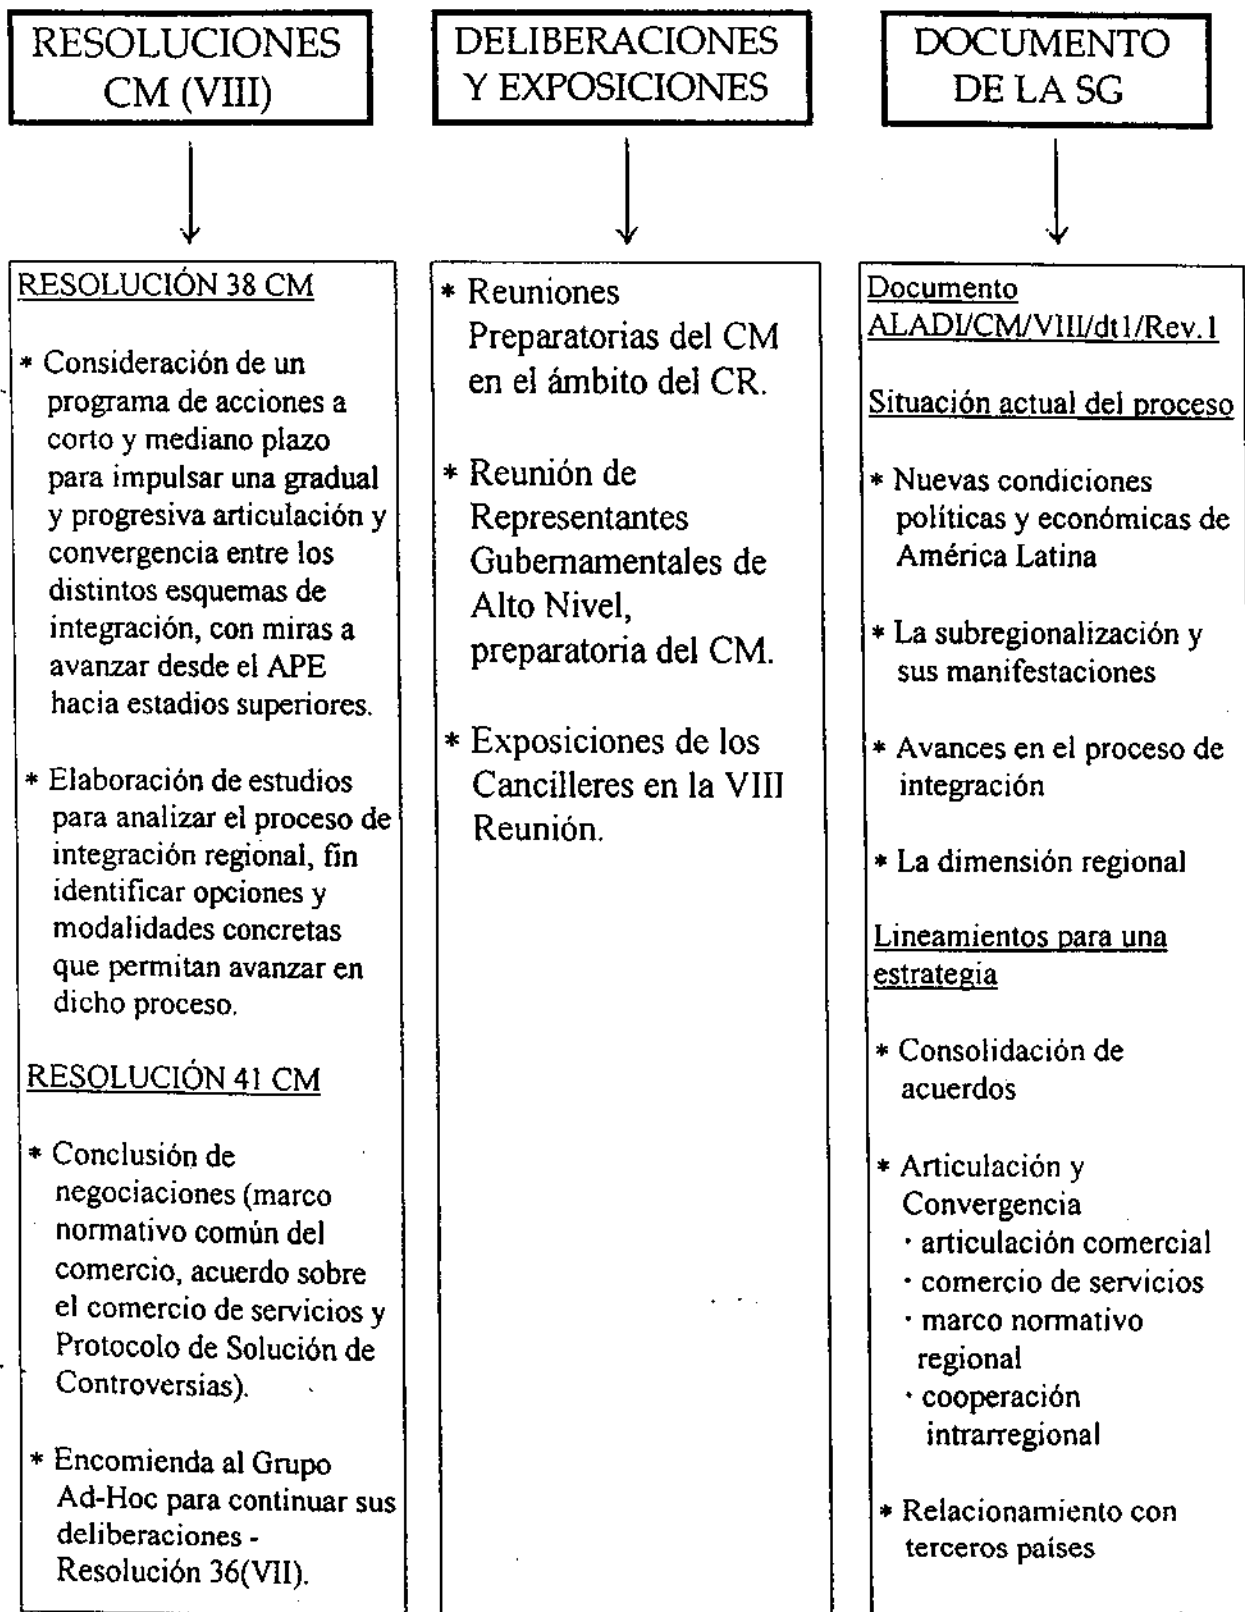 RESOLUCIONES
CM (VIII)
RESOLUCIÓN 38 CM
* Consideración de un
programa de acciones a
corto y mediano plazo
para impulsar una gradual
y progresiva articulación y
convergencia entre los
distintos esquemas de
integración, con miras a
avanzar desde el APE
hacia estadios superiores.
* Elaboración de estudios
para analizar el proceso de
integración regional, fin
identificar opciones y
modalidades concretas
que permitan avanzar en
dicho proceso.
RESOLUCIÓN 41 CM
* Conclusión de
negociaciones (marco
normativo común del
comercio, acuerdo sobre
el comercio de servicios y
Protocolo de Solución de
Controversias).
* Encomienda al Grupo
Ad-Hoc para continuar sus
deliberaciones -
Resolución 36(VII).
DELIBERACIONES
Y EXPOSICIONES
* Reuniones
Preparatorias del CM
en el ámbito del CR.
* Reunión de
Representantes
Gubernamentales de
Alto Nivel,
preparatoria del CM.
* Exposiciones de los
Cancilleres en la VIII
Reunión.
DOCUMENTO
DE LA SG
Documento
ALADI/CM/VIII/dt1/Rev.1
Situación actual del proceso
* Nuevas condiciones
políticas y económicas de
América Latina
* La subregionalización y
sus manifestaciones
* Avances en el proceso de
integración
* La dimensión regional
Lineamientos para una
estrategia
* Consolidación de
acuerdos
* Articulación y
Convergencia
· articulación comercial
· comercio de servicios
· marco normativo
regional
· cooperación
intrarregional
* Relacionamiento con
terceros países